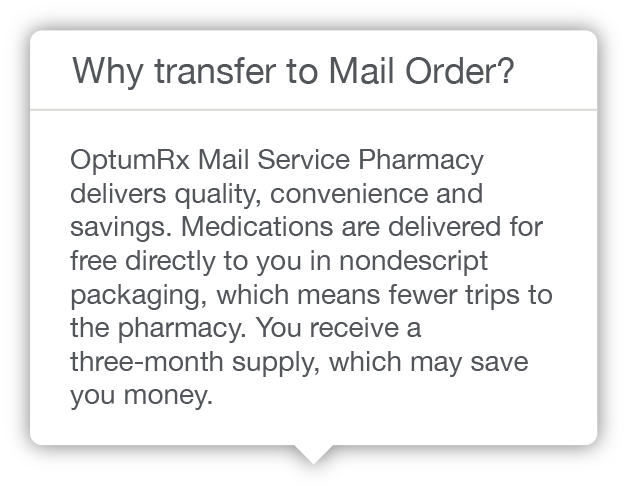 Why transfer to Mail Order?
OptumRx Mail Service Pharmacy
delivers quality, convenience and
savings. Medications are delivered for
free directly to you in nondescript
packaging, which means fewer trips to
the pharmacy. You receive a
three-month supply, which may save
you money.